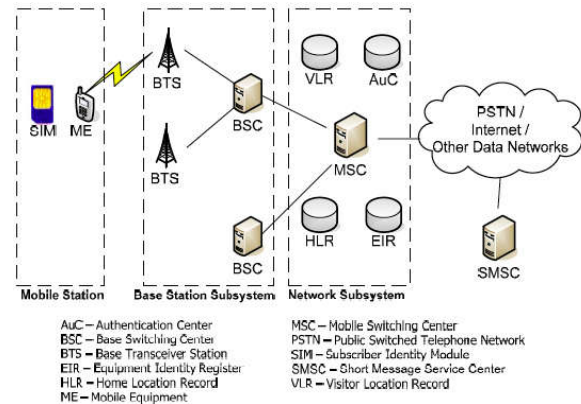 BTS
VLR
AuC
SIM
ME
BSC
PSTN /
Internet /
Other Data Networks
BTS
MSC
HLR
EIR
SMSC
BSC
Mobile Station
Base Station Subsystem
Network Subsystem
AuC – Authentication Center
BSC – Base Switching Center
BTS – Base Transceiver Station
EIR – Equipment Identity Register
HLR – Home Location Record
ME – Mobile Equipment
MSC – Mobile Switching Center
PSTN – Public Switched Telephone Network
SIM – Subscriber Identity Module
SMSC – Short Message Service Center
VLR – Visitor Location Record